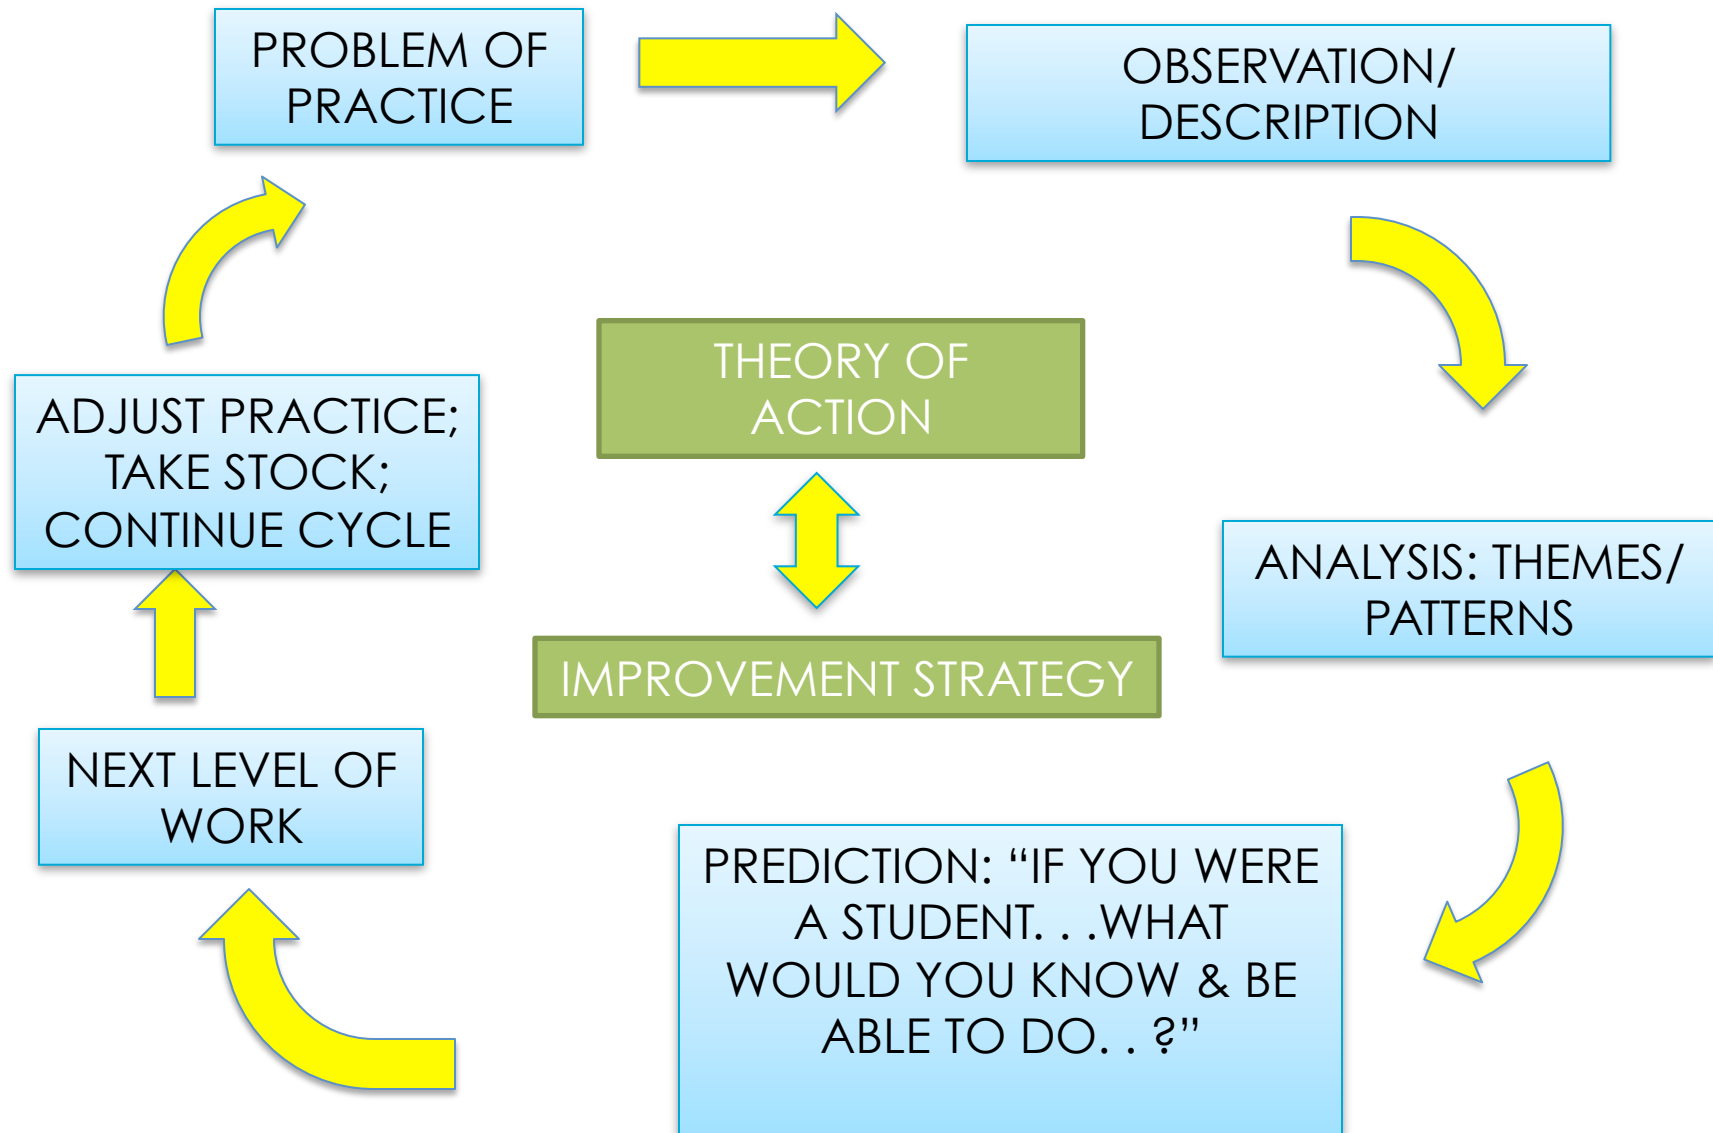 PROBLEM OF
PRACTICE
OBSERVATION/
DESCRIPTION
THEORY OF
ACTION
ADJUST PRACTICE;
TAKE STOCK;
CONTINUE CYCLE
ANALYSIS: THEMES/
PATTERNS
IMPROVEMENT STRATEGY
NEXT LEVEL OF
WORK
PREDICTION: “IF YOU WERE
A STUDENT. . .WHAT
WOULD YOU KNOW & BE
ABLE TO DO. . ?”